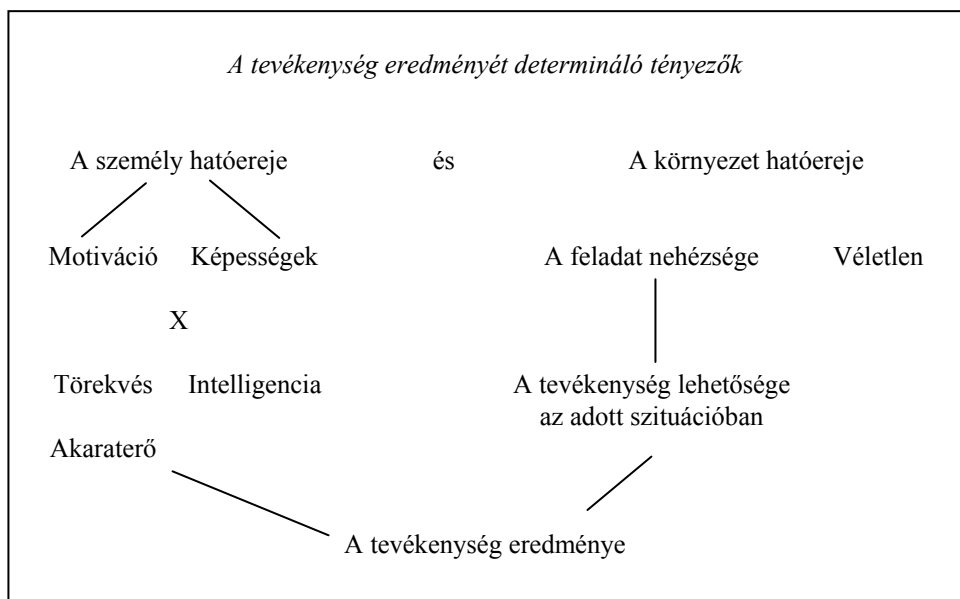 A tevékenység eredményét determináló tényezők
A személy hatóereje és A környezet hatóereje
Motiváció Képességek A feladat nehézsége Véletlen
X
Törekvés Intelligencia A tevékenység lehetősége
az adott szituációban
Akaraterő
A tevékenység eredménye